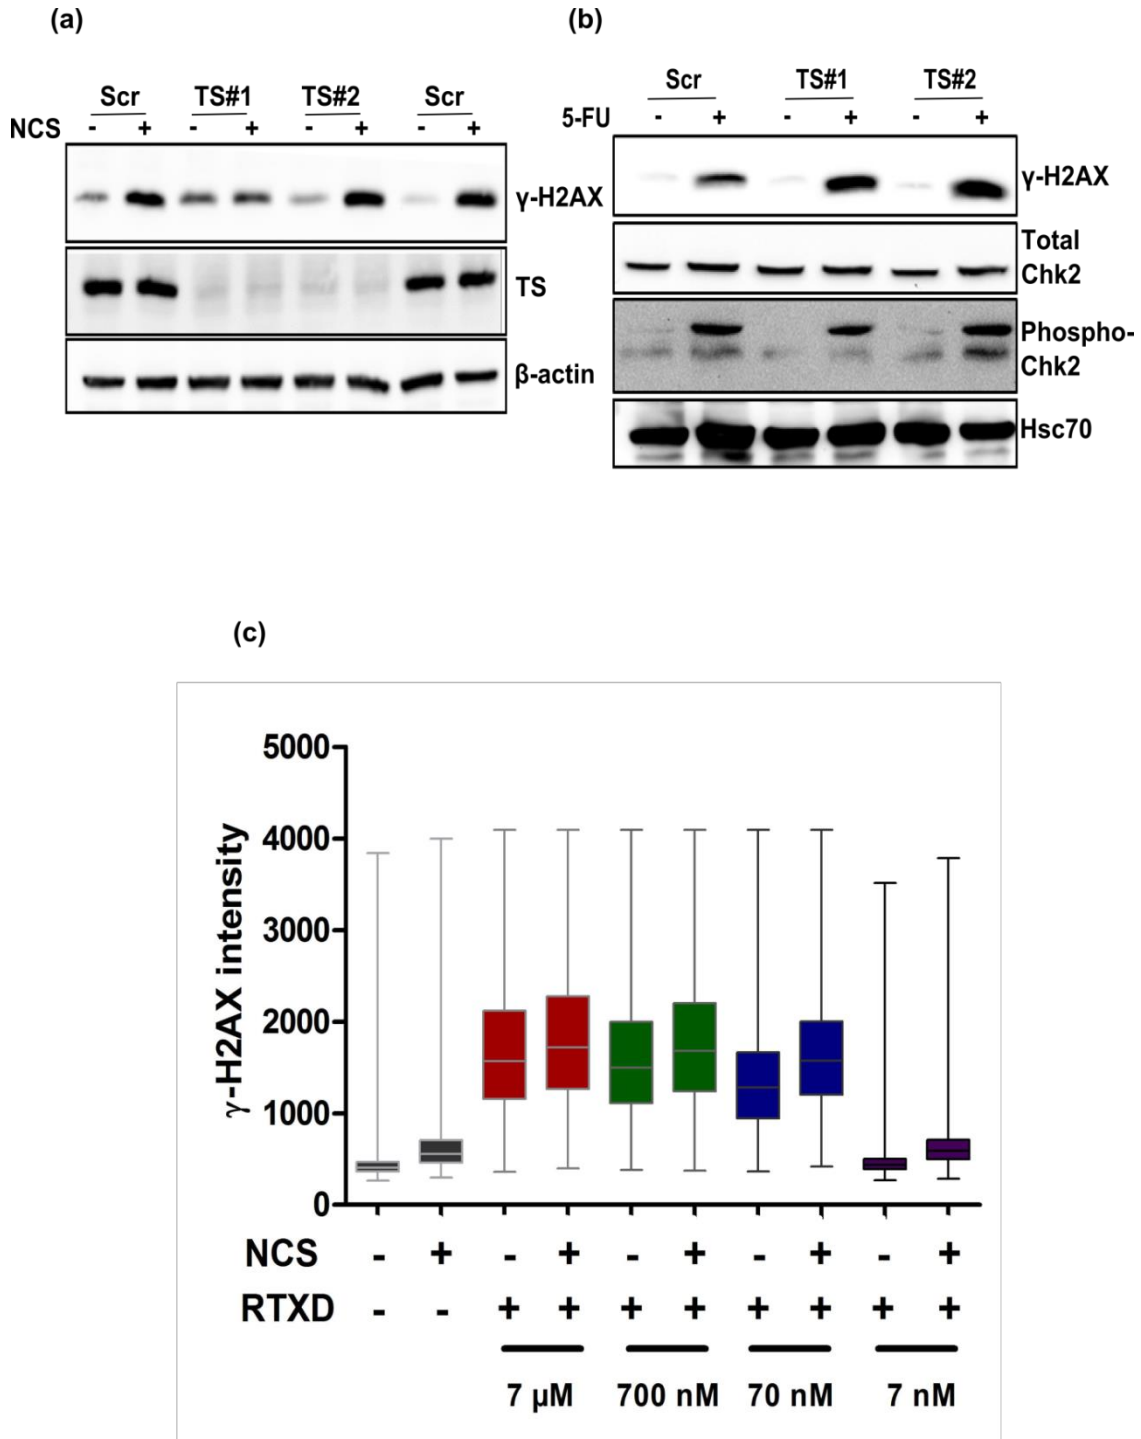 (a)
Scr TS#1 TS#2 Scr
NCS - + - + - + - +
γ-H2AX
TS
β-actin
(b)
Scr TS#1 TS#2
5-FU - + - + - +
γ-H2AX
Total
Chk2
Phospho-
Chk2
Hsc70
(c)
γ-H2AX intensity
5000
4000
3000
2000
1000
0
NCS - + - + - + - + - +
RTXD - - + + + + + + + +
7 μM 700 nM 70 nM 7 nM